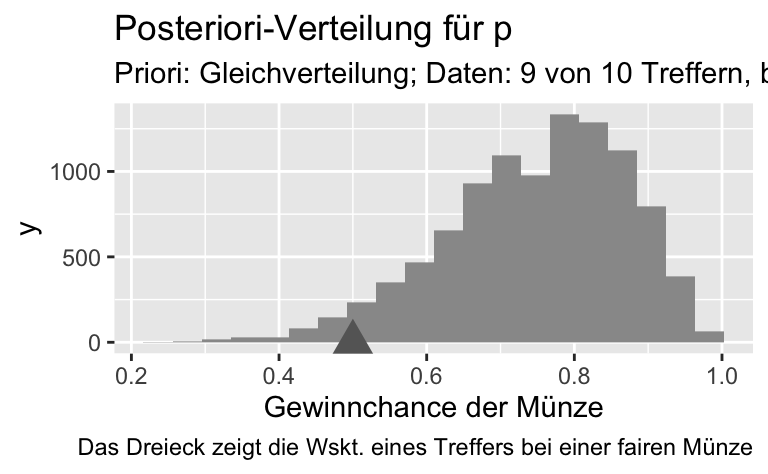 Posteriori-Verteilung für p
Priori: Gleichverteilung; Daten: 9 von 10 Treffern,
1000
500
0
y
0.2 0.4 0.6 0.8 1.0
Gewinnchance der Münze
Das Dreieck zeigt die Wskt. eines Treffers bei einer fairen Münze